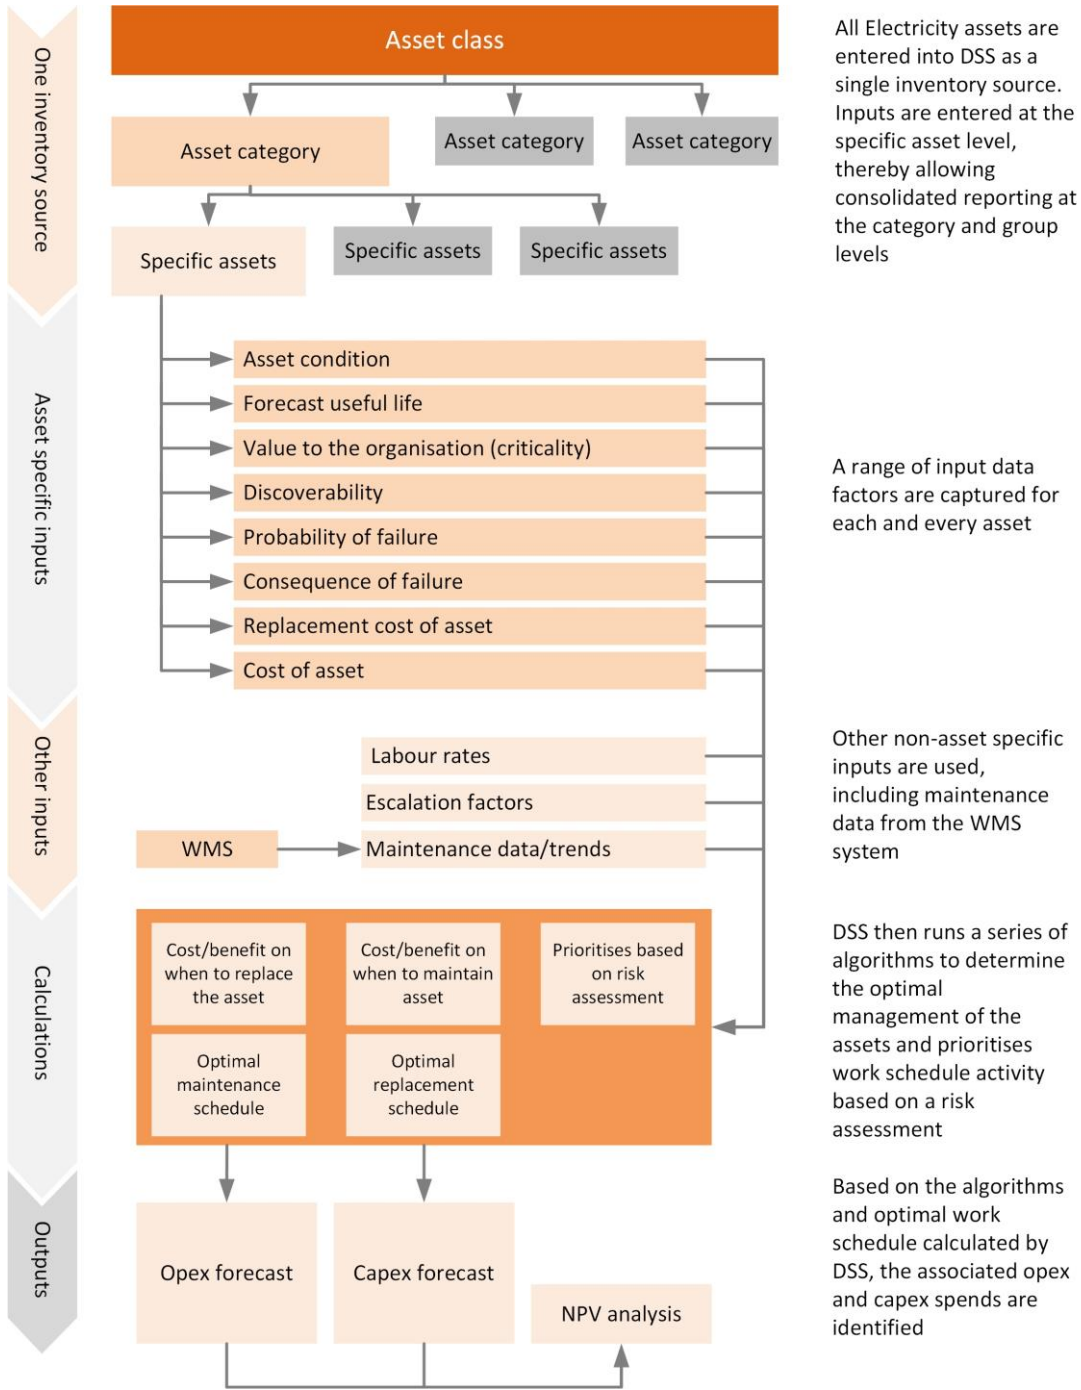 One inventory source
Asset class
Asset category
Asset category
Asset category
Specific assets
Specific assets
Specific assets
All Electricity assets are
entered into DSS as a
single inventory source.
Inputs are entered at the
specific asset level,
thereby allowing
consolidated reporting at
the category and group
levels
Asset specific inputs
Asset condition
Forecast useful life
Value to the organisation (criticality)
Discoverability
Probability of failure
Consequence of failure
Replacement cost of asset
Cost of asset
A range of input data
factors are captured for
each and every asset
Other inputs
Labour rates
Escalation factors
WMS
Maintenance data/trends
Other non-asset specific
inputs are used,
including maintenance
data from the WMS
system
Calculations
Cost/benefit on
when to replace
the asset
Cost/benefit on
when to maintain
asset
Prioritises based
on risk
assessment
Optimal
maintenance
schedule
Optimal
replacement
schedule
DSS then runs a series of
algorithms to determine
the optimal
management of the
assets and prioritises
work schedule activity
based on a risk
assessment
Outputs
Opex forecast
Capex forecast
NPV analysis
Based on the algorithms
and optimal work
schedule calculated by
DSS, the associated opex
and capex spends are
identified